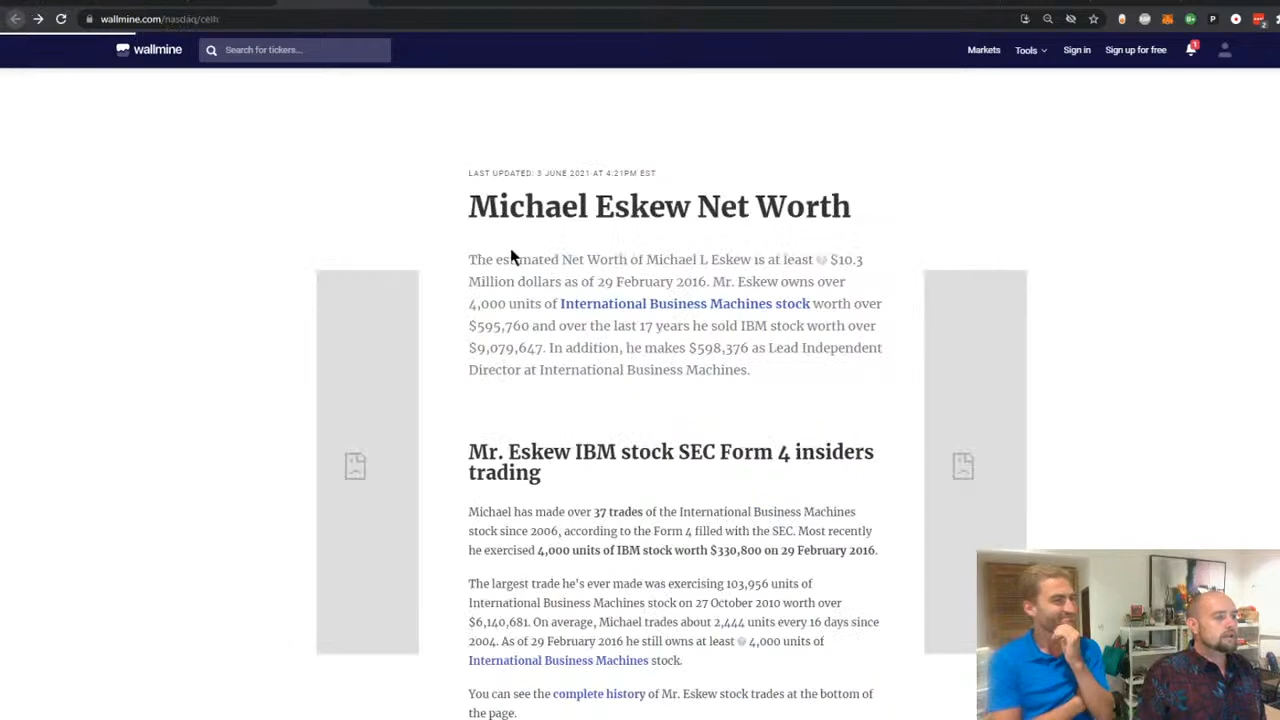 wallmine.com/nasdaq/celh
wallmine
Search for tickers...
Markets
Tools
Sign in
Sign up for free
1
LAST UPDATED: 3 JUNE 2021 AT 4:21PM EST
Michael Eskew Net Worth
The estimated Net Worth of Michael L Eskew is at least $10.3
Million dollars as of 29 February 2016. Mr. Eskew owns over
4,000 units of International Business Machines stock worth over
$595,760 and over the last 17 years he sold IBM stock worth over
$9,079,647. In addition, he makes $598,376 as Lead Independent
Director at International Business Machines.
Mr. Eskew IBM stock SEC Form 4 insiders
trading
Michael has made over 37 trades of the International Business Machines
stock since 2006, according to the Form 4 filled with the SEC. Most recently
he exercised 4,000 units of IBM stock worth $330,800 on 29 February 2016.
The largest trade he's ever made was exercising 103,956 units of
International Business Machines stock on 27 October 2010 worth over
$6,140,681. On average, Michael trades about 2,444 units every 16 days since
2004. As of 29 February 2016 he still owns at least 4,000 units of
International Business Machines stock.
You can see the complete history of Mr. Eskew stock trades at the bottom of
the page.